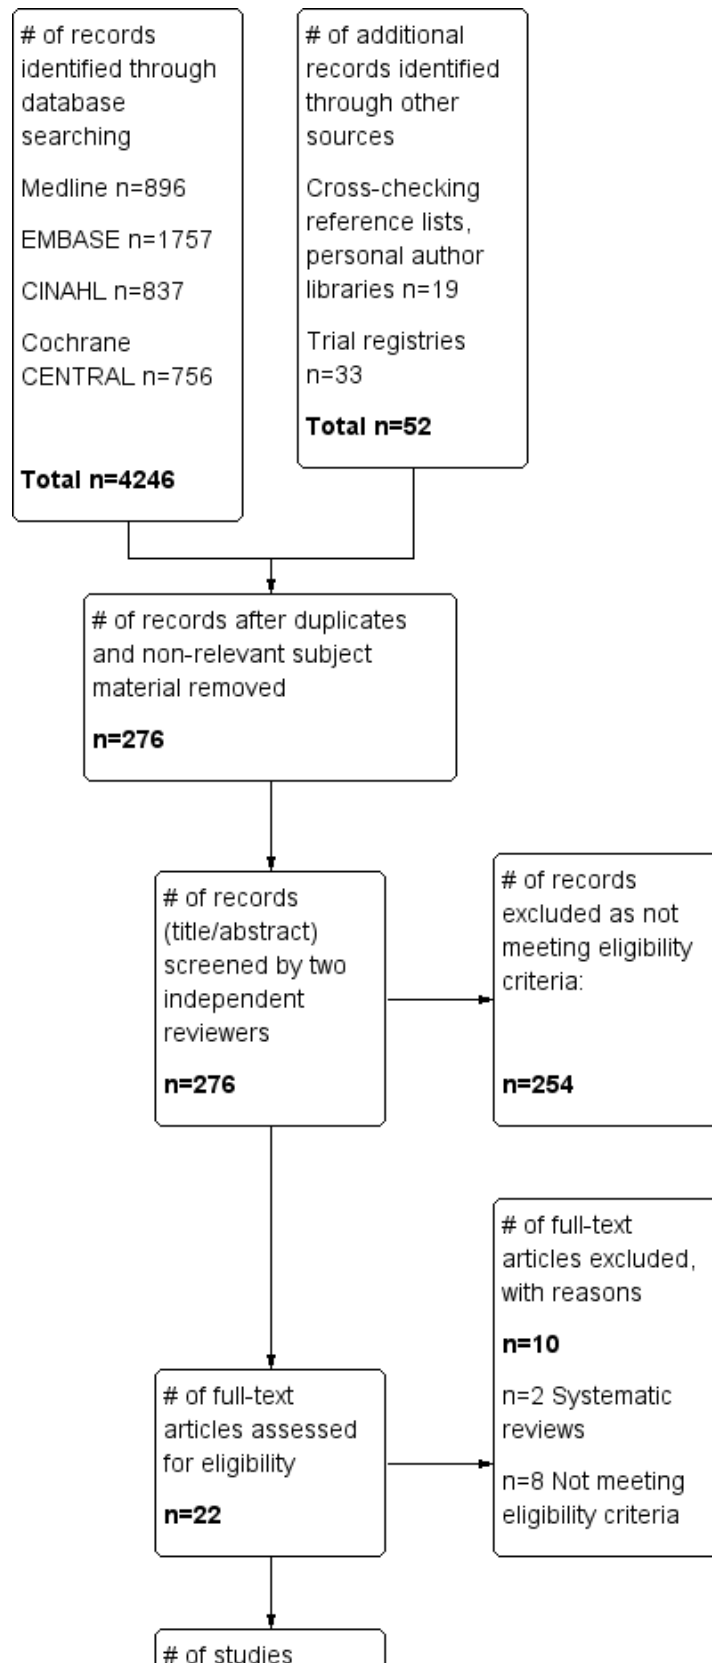 # of records
identified through
database
searching
Medline n=896
EMBASE n=1757
CINAHL n=837
Cochrane
CENTRAL n=756
Total n=4246
# of additional
records identified
through other
sources
Cross-checking
reference lists,
personal author
libraries n=19
Trial registries
n=33
Total n=52
# of records after duplicates
and non-relevant subject
material removed
n=276
# of records
(title/abstract)
screened by two
independent
reviewers
n=276
# of records
excluded as not
meeting eligibility
criteria:
n=254
# of full-text
articles assessed
for eligibility
n=22
# of full-text
articles excluded,
with reasons
n=10
n=2 Systematic
reviews
n=8 Not meeting
eligibility criteria
# of studies